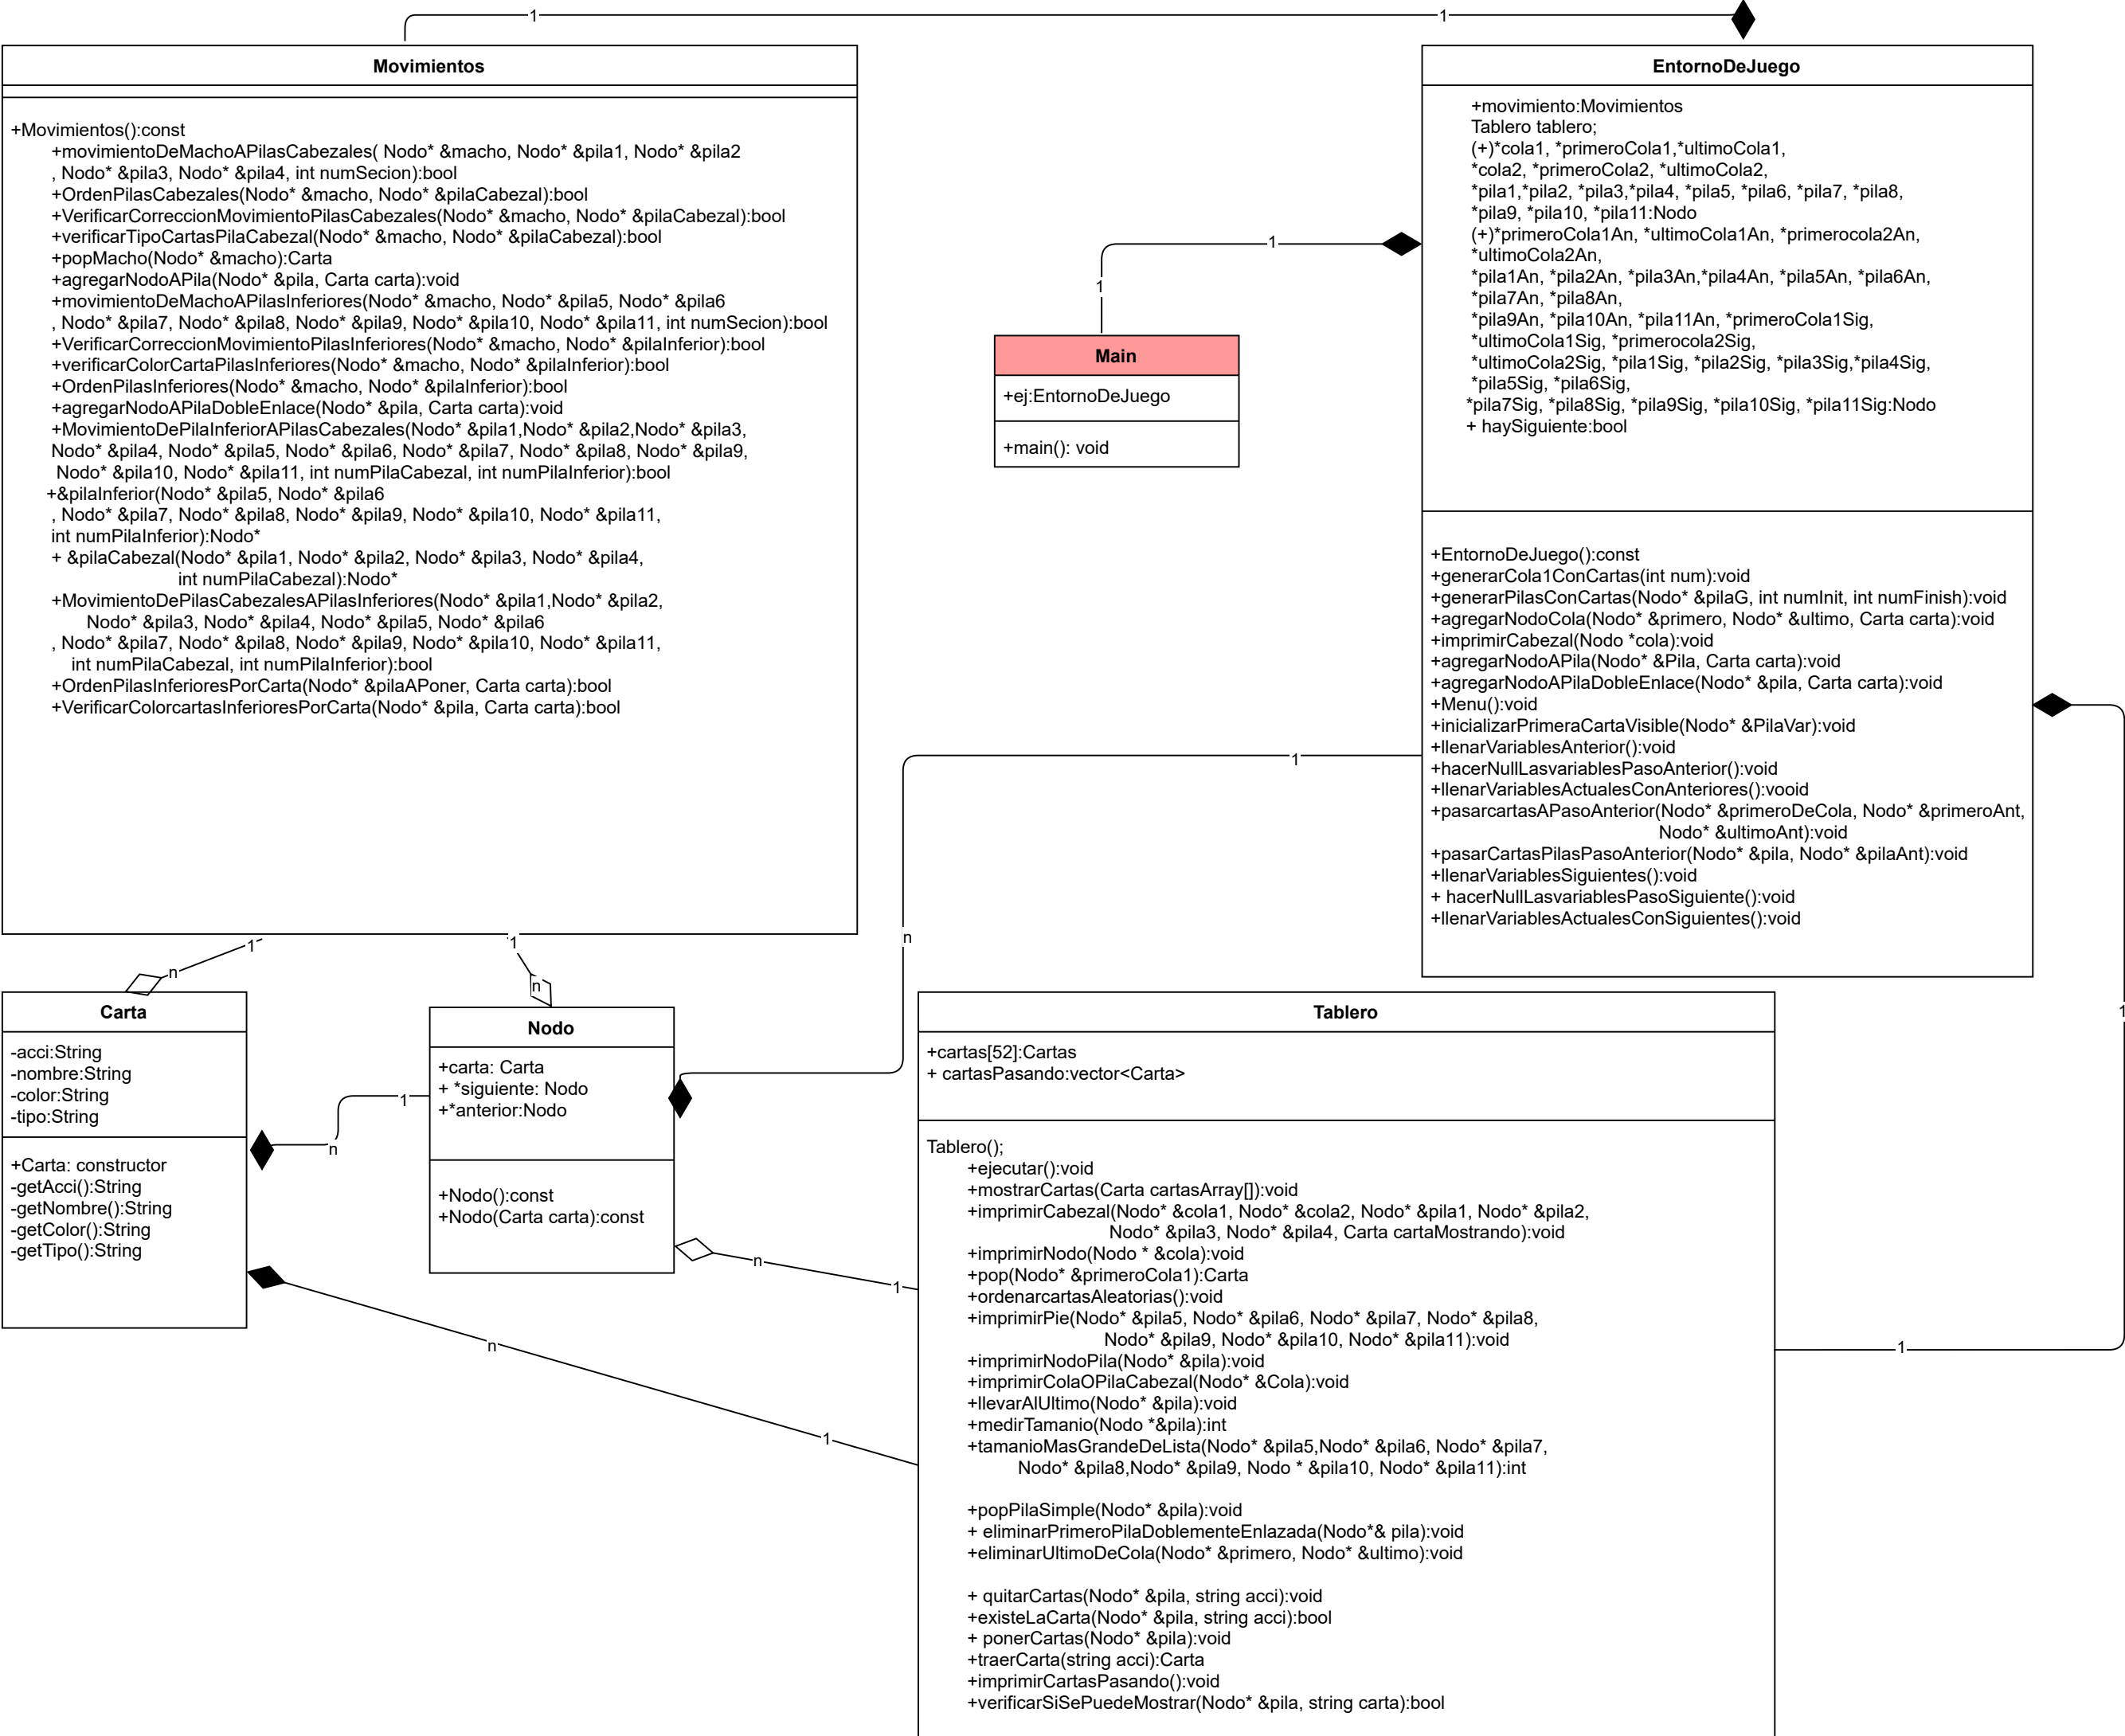 1
1
Movimientos
+Movimientos():const
+movimientoDeMachoAPilasCabezales( Nodo* &macho, Nodo* &pila1, Nodo* &pila2
, Nodo* &pila3, Nodo* &pila4, int numSecion):bool
+OrdenPilasCabezales(Nodo* &macho, Nodo* &pilaCabezal):bool
+VerificarCorreccionMovimientoPilasCabezales(Nodo* &macho, Nodo* &pilaCabezal):bool
+verificarTipoCartasPilaCabezal(Nodo* &macho, Nodo* &pilaCabezal):bool
+popMacho(Nodo* &macho):Carta
+agregarNodoAPila(Nodo* &pila, Carta carta):void
+movimientoDeMachoAPilasInferiores(Nodo* &macho, Nodo* &pila5, Nodo* &pila6
, Nodo* &pila7, Nodo* &pila8, Nodo* &pila9, Nodo* &pila10, Nodo* &pila11, int numSecion):bool
+VerificarCorreccionMovimientoPilasInferiores(Nodo* &macho, Nodo* &pilaInferior):bool
+verificarColorCartaPilasInferiores(Nodo* &macho, Nodo* &pilaInferior):bool
+OrdenPilasInferiores(Nodo* &macho, Nodo* &pilaInferior):bool
+agregarNodoAPilaDobleEnlace(Nodo* &pila, Carta carta):void
+MovimientoDePilaInferiorAPilasCabezales(Nodo* &pila1,Nodo* &pila2,Nodo* &pila3,
Nodo* &pila4, Nodo* &pila5, Nodo* &pila6, Nodo* &pila7, Nodo* &pila8, Nodo* &pila9,
Nodo* &pila10, Nodo* &pila11, int numPilaCabezal, int numPilaInferior):bool
+&pilaInferior(Nodo* &pila5, Nodo* &pila6
, Nodo* &pila7, Nodo* &pila8, Nodo* &pila9, Nodo* &pila10, Nodo* &pila11,
int numPilaInferior):Nodo*
+ &pilaCabezal(Nodo* &pila1, Nodo* &pila2, Nodo* &pila3, Nodo* &pila4,
int numPilaCabezal):Nodo*
+MovimientoDePilasCabezalesAPilasInferiores(Nodo* &pila1,Nodo* &pila2,
Nodo* &pila3, Nodo* &pila4, Nodo* &pila5, Nodo* &pila6
, Nodo* &pila7, Nodo* &pila8, Nodo* &pila9, Nodo* &pila10, Nodo* &pila11,
int numPilaCabezal, int numPilaInferior):bool
+OrdenPilasInferioresPorCarta(Nodo* &pilaAPoner, Carta carta):bool
+VerificarColorcartasInferioresPorCarta(Nodo* &pila, Carta carta):bool
EntornoDeJuego
+movimiento:Movimientos
Tablero tablero;
(+)*cola1, *primeroCola1,*ultimoCola1,
*cola2, *primeroCola2, *ultimoCola2,
*pila1,*pila2, *pila3,*pila4, *pila5, *pila6, *pila7, *pila8,
*pila9, *pila10, *pila11:Nodo
(+)*primeroCola1An, *ultimoCola1An, *primerocola2An,
*ultimoCola2An,
*pila1An, *pila2An, *pila3An,*pila4An, *pila5An, *pila6An,
*pila7An, *pila8An,
*pila9An, *pila10An, *pila11An, *primeroCola1Sig,
*ultimoCola1Sig, *primerocola2Sig,
*ultimoCola2Sig, *pila1Sig, *pila2Sig, *pila3Sig,*pila4Sig,
*pila5Sig, *pila6Sig,
*pila7Sig, *pila8Sig, *pila9Sig, *pila10Sig, *pila11Sig:Nodo
+ haySiguiente:bool
+EntornoDeJuego():const
+generarCola1ConCartas(int num):void
+generarPilasConCartas(Nodo* &pilaG, int numInit, int numFinish):void
+agregarNodoCola(Nodo* &primero, Nodo* &ultimo, Carta carta):void
+imprimirCabezal(Nodo *cola):void
+agregarNodoAPila(Nodo* &Pila, Carta carta):void
+agregarNodoAPilaDobleEnlace(Nodo* &pila, Carta carta):void
+Menu():void
+inicializarPrimeraCartaVisible(Nodo* &PilaVar):void
+llenarVariablesAnterior():void
+hacerNullLasvariablesPasoAnterior():void
+llenarVariablesActualesConAnteriores():vooid
+pasarcartasAPasoAnterior(Nodo* &primeroDeCola, Nodo* &primeroAnt,
Nodo* &ultimoAnt):void
+pasarCartasPilasPasoAnterior(Nodo* &pila, Nodo* &pilaAnt):void
+llenarVariablesSiguientes():void
+ hacerNullLasvariablesPasoSiguiente():void
+llenarVariablesActualesConSiguientes():void
1
1
Main
+ej:EntornoDeJuego
+main(): void
1
n
1
n
1
n
1
1
Carta
-acci:String
-nombre:String
-color:String
-tipo:String
+Carta: constructor
-getAcci():String
-getNombre():String
-getColor():String
-getTipo():String
1
n
Nodo
+carta: Carta
+ *siguiente: Nodo
+*anterior:Nodo
+Nodo():const
+Nodo(Carta carta):const
n
1
n
1
Tablero
+cartas[52]:Cartas
+ cartasPasando:vector<Carta>
Tablero();
+ejecutar():void
+mostrarCartas(Carta cartasArray[]):void
+imprimirCabezal(Nodo* &cola1, Nodo* &cola2, Nodo* &pila1, Nodo* &pila2,
Nodo* &pila3, Nodo* &pila4, Carta cartaMostrando):void
+imprimirNodo(Nodo * &cola):void
+pop(Nodo* &primeroCola1):Carta
+ordenarcartasAleatorias():void
+imprimirPie(Nodo* &pila5, Nodo* &pila6, Nodo* &pila7, Nodo* &pila8,
Nodo* &pila9, Nodo* &pila10, Nodo* &pila11):void
+imprimirNodoPila(Nodo* &pila):void
+imprimirColaOPilaCabezal(Nodo* &Cola):void
+llevarAlUltimo(Nodo* &pila):void
+medirTamanio(Nodo *&pila):int
+tamanioMasGrandeDeLista(Nodo* &pila5,Nodo* &pila6, Nodo* &pila7,
Nodo* &pila8,Nodo* &pila9, Nodo * &pila10, Nodo* &pila11):int
+popPilaSimple(Nodo* &pila):void
+ eliminarPrimeroPilaDoblementeEnlazada(Nodo*& pila):void
+eliminarUltimoDeCola(Nodo* &primero, Nodo* &ultimo):void
+ quitarCartas(Nodo* &pila, string acci):void
+existeLaCarta(Nodo* &pila, string acci):bool
+ ponerCartas(Nodo* &pila):void
+traerCarta(string acci):Carta
+imprimirCartasPasando():void
+verificarSiSePuedeMostrar(Nodo* &pila, string carta):bool
1